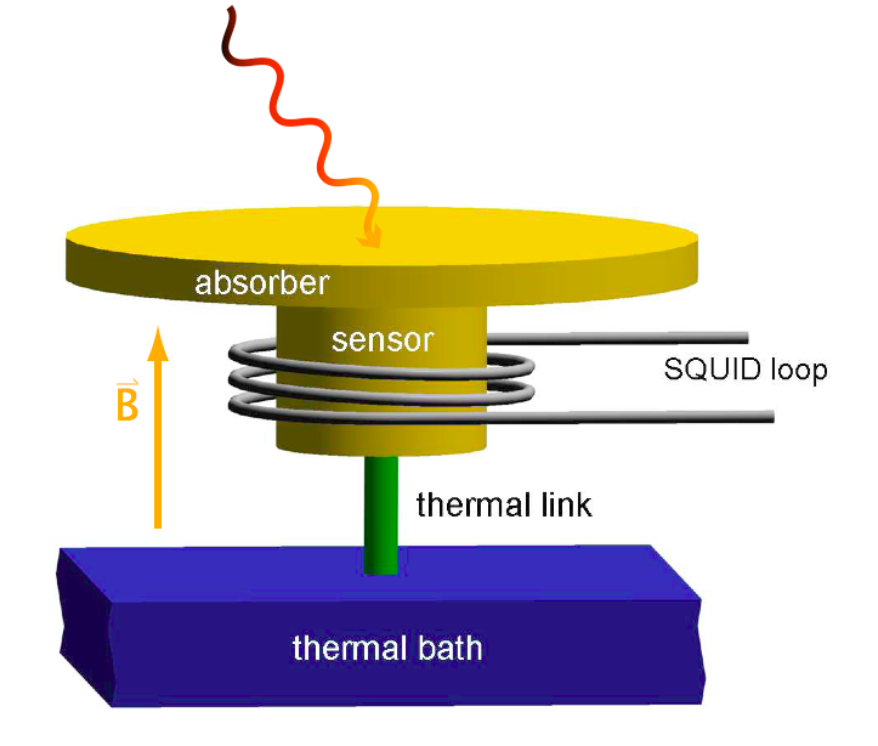 absorber
sensor
SQUID loop
B
thermal link
thermal bath